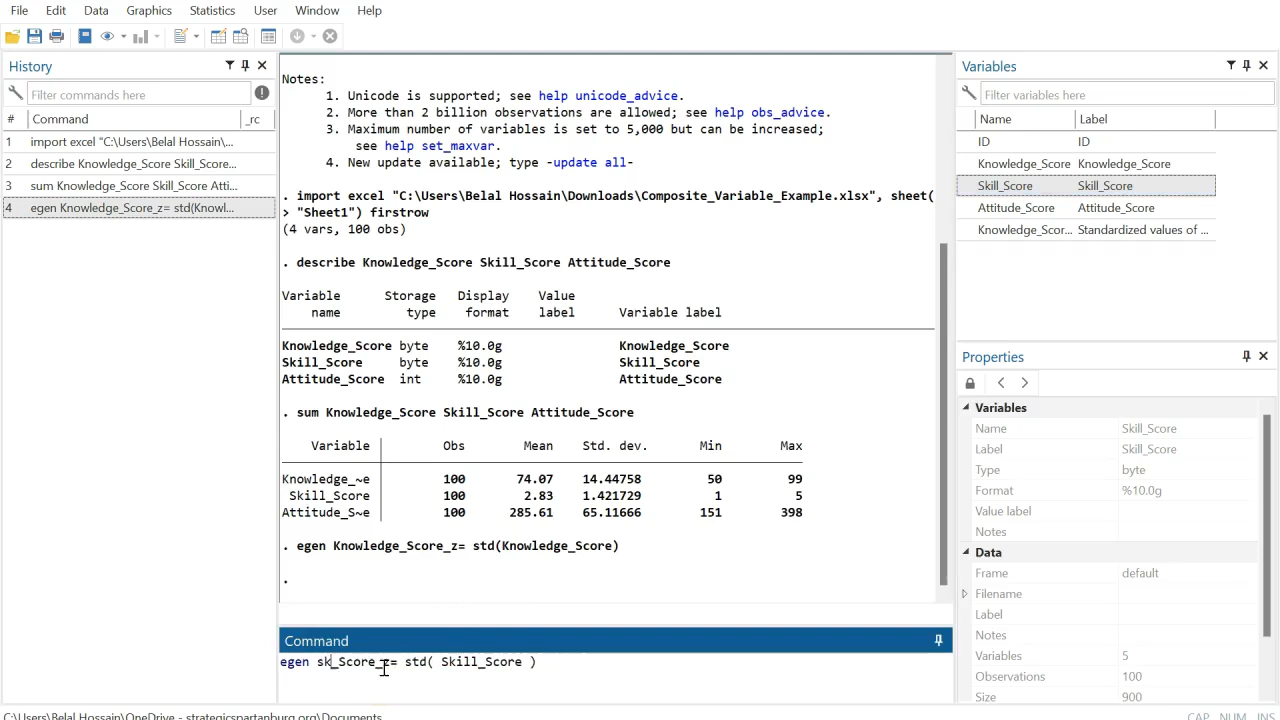 File Edit Data Graphics Statistics User Window Help
History
Filter commands here
# Command _rc
1 import excel "C:\Users\Belal Hossain\...
2 describe Knowledge_Score Skill_Score...
3 sum Knowledge_Score Skill_Score Atti...
4 egen Knowledge_Score_z= std(Knowl...
Notes:
1. Unicode is supported; see help unicode_advice.
2. More than 2 billion observations are allowed; see help obs_advice.
3. Maximum number of variables is set to 5,000 but can be increased;
see help set_maxvar.
4. New update available; type -update all-
. import excel "C:\Users\Belal Hossain\Downloads\Composite_Variable_Example.xlsx", sheet(
> "Sheet1") firstrow
(4 vars, 100 obs)
. describe Knowledge_Score Skill_Score Attitude_Score
Variable Storage Display Value
name type format label Variable label
Knowledge_Score byte %10.0g Knowledge_Score
Skill_Score byte %10.0g Skill_Score
Attitude_Score int %10.0g Attitude_Score
. sum Knowledge_Score Skill_Score Attitude_Score
Variable Obs Mean Std. dev. Min Max
Knowledge_~e 100 74.07 14.44758 50 99
Skill_Score 100 2.83 1.421729 1 5
Attitude_S~e 100 285.61 65.11666 151 398
. egen Knowledge_Score_z= std(Knowledge_Score)
.
Command
egen sk_Score_z= std( Skill_Score )
Variables
Filter variables here
Name Label
ID ID
Knowledge_Score Knowledge_Score
Skill_Score Skill_Score
Attitude_Score Attitude_Score
Knowledge_Scor... Standardized values of ...
Properties
Variables
Name Skill_Score
Label Skill_Score
Type byte
Format %10.0g
Value label
Notes
Data
Frame default
Filename
Label
Notes
Variables 5
Observations 100
Size 900
C:\Users\Belal Hossain\OneDrive - strategicspartanburg.org\Documents
CAP NUM INS